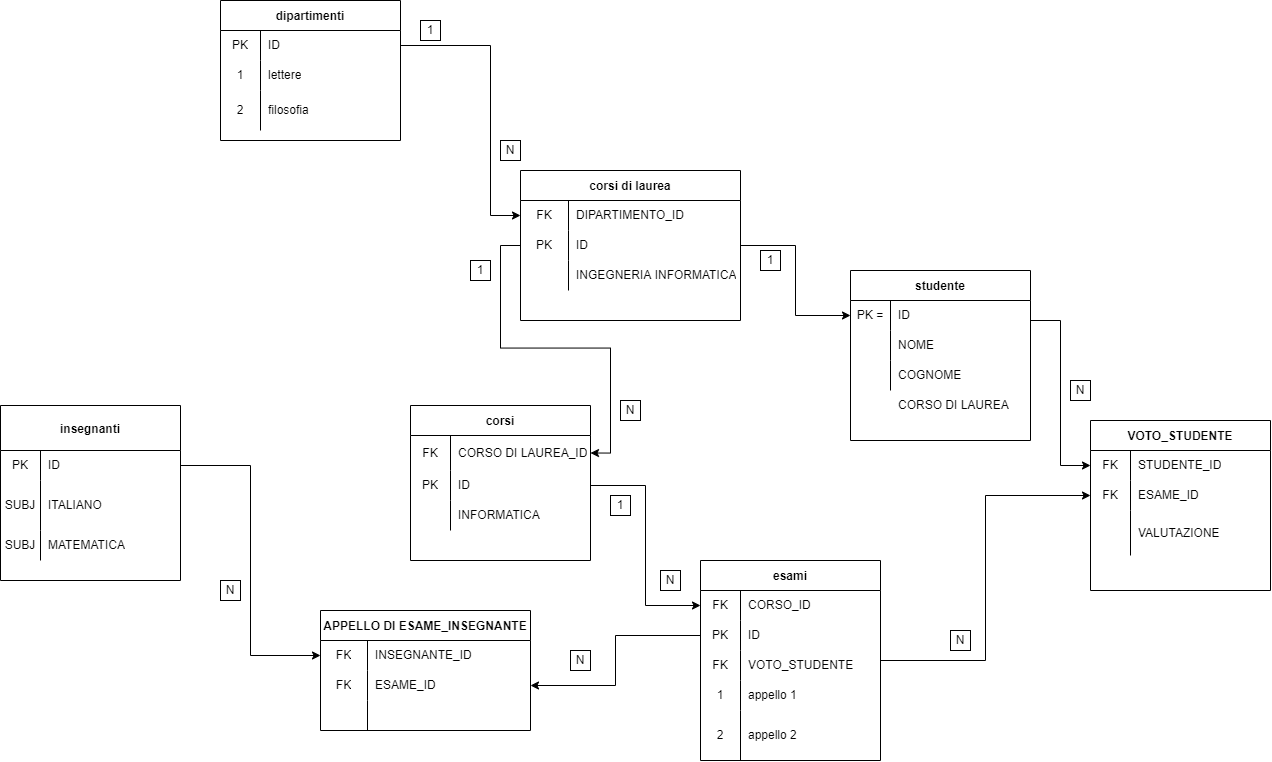 dipartimenti
PK ID
1 lettere
2 filosofia
1
N
corsi di laurea
FK DIPARTIMENTO_ID
PK ID
INGEGNERIA INFORMATICA
1
1
studente
PK = ID
NOME
COGNOME
CORSO DI LAUREA
N
N
insegnanti
PK ID
SUBJ ITALIANO
SUBJ MATEMATICA
corsi
FK CORSO DI LAUREA_ID
PK ID
INFORMATICA
1
VOTO_STUDENTE
FK STUDENTE_ID
FK ESAME_ID
VALUTAZIONE
N
N
esami
FK CORSO_ID
PK ID
FK VOTO_STUDENTE
1 appello 1
2 appello 2
APPELLO DI ESAME_INSEGNANTE
FK INSEGNANTE_ID
FK ESAME_ID
N
N